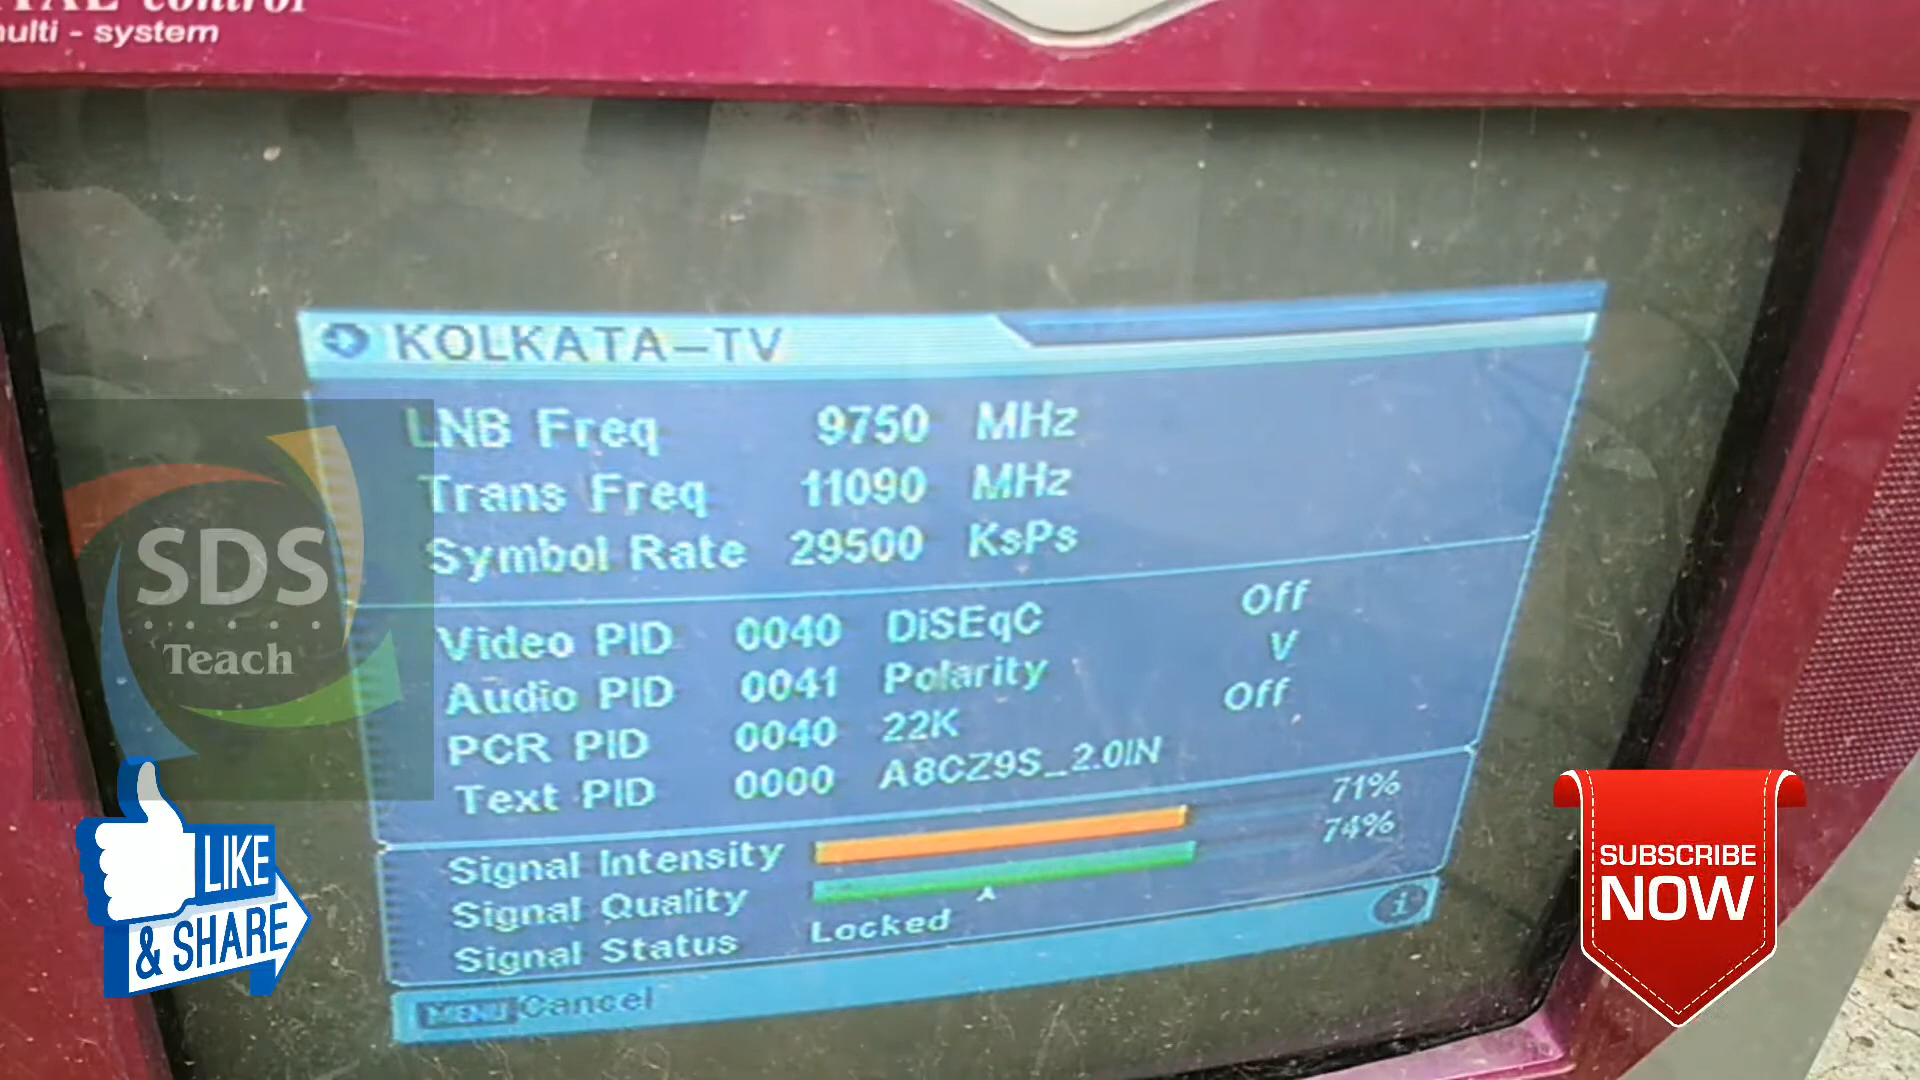 control
multi - system
KOLKATA-TV
LNB Freq 9750 MHz
Trans Freq 11090 MHz
Symbol Rate 29500 KsPs
Video PID 0040 DiSEqC Off
Audio PID 0041 Polarity V
PCR PID 0040 22K Off
Text PID 0000 A8CZ9S_2.0IN
Signal Intensity 71%
Signal Quality 74%
Signal Status Locked
i
MENU Cancel
SDS
Teach
LIKE
& SHARE
SUBSCRIBE
NOW